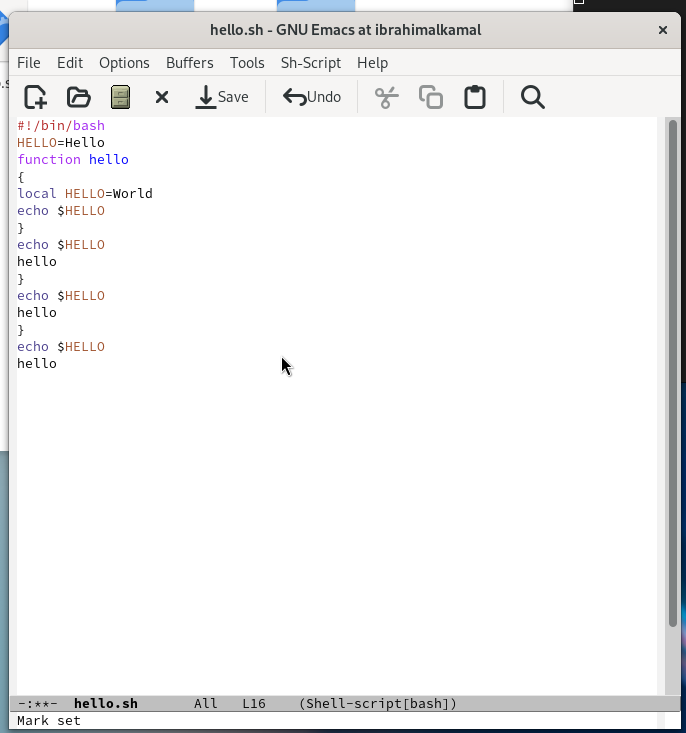 hello.sh - GNU Emacs at ibrahimalkamal
File Edit Options Buffers Tools Sh-Script Help
Save Undo
#!/bin/bash
HELLO=Hello
function hello
{
local HELLO=World
echo $HELLO
}
echo $HELLO
hello
}
echo $HELLO
hello
}
echo $HELLO
hello
-:**- hello.sh All L16 (Shell-script[bash])
Mark set